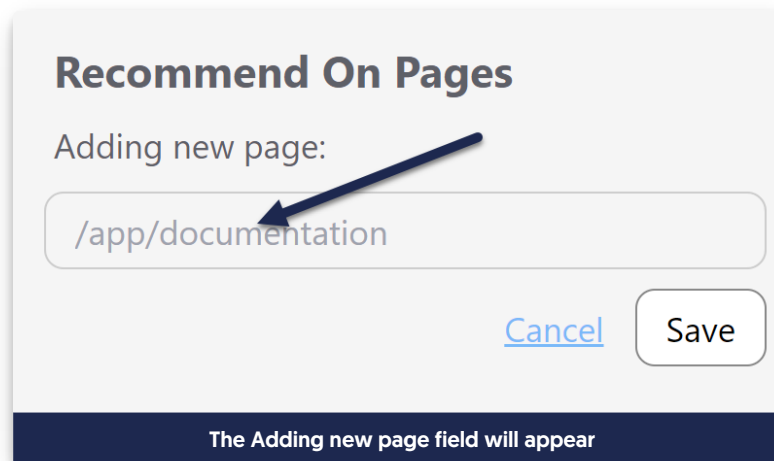 Recommend On Pages
Adding new page:
/app/documentation
Cancel
Save
The Adding new page field will appear